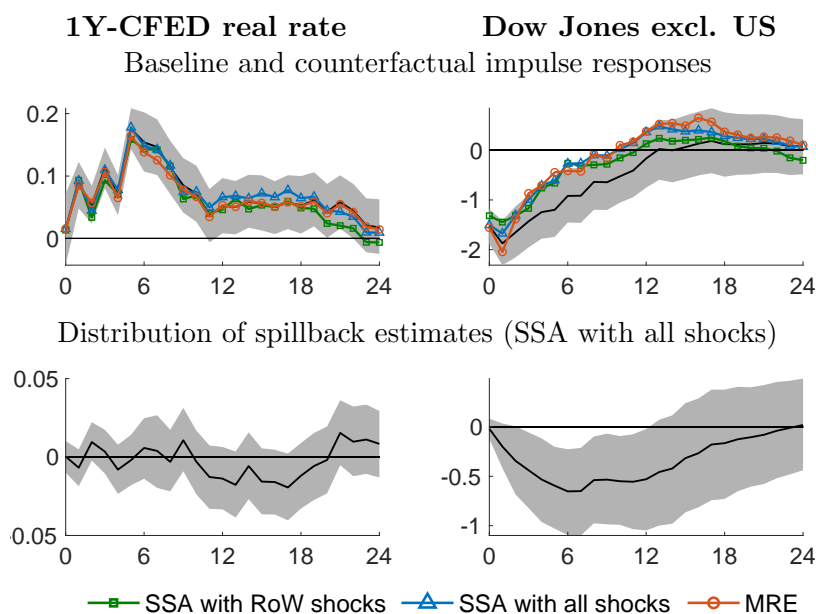 1Y-CFED real rate
Dow Jones excl. US
Baseline and counterfactual impulse responses
0.2
0.1
0
0 6 12 18 24
0
-1
-2
0 6 12 18 24
Distribution of spillback estimates (SSA with all shocks)
0.05
0
0.05
0 6 12 18 24
0
-0.5
-1
0 6 12 18 24
SSA with RoW shocks SSA with all shocks MRE